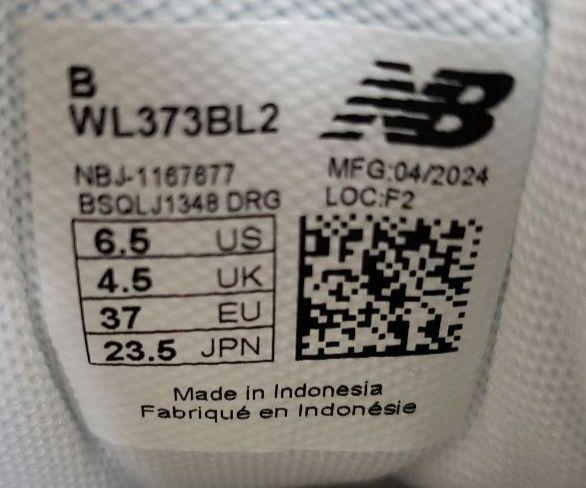 B
WL373BL2
NB
NBJ-1167677
BSQLJ1348 DRG
MFG:04/2024
LOC:F2
6.5 US
4.5 UK
37 EU
23.5 JPN
Made in Indonesia
Fabriqué en Indonésie